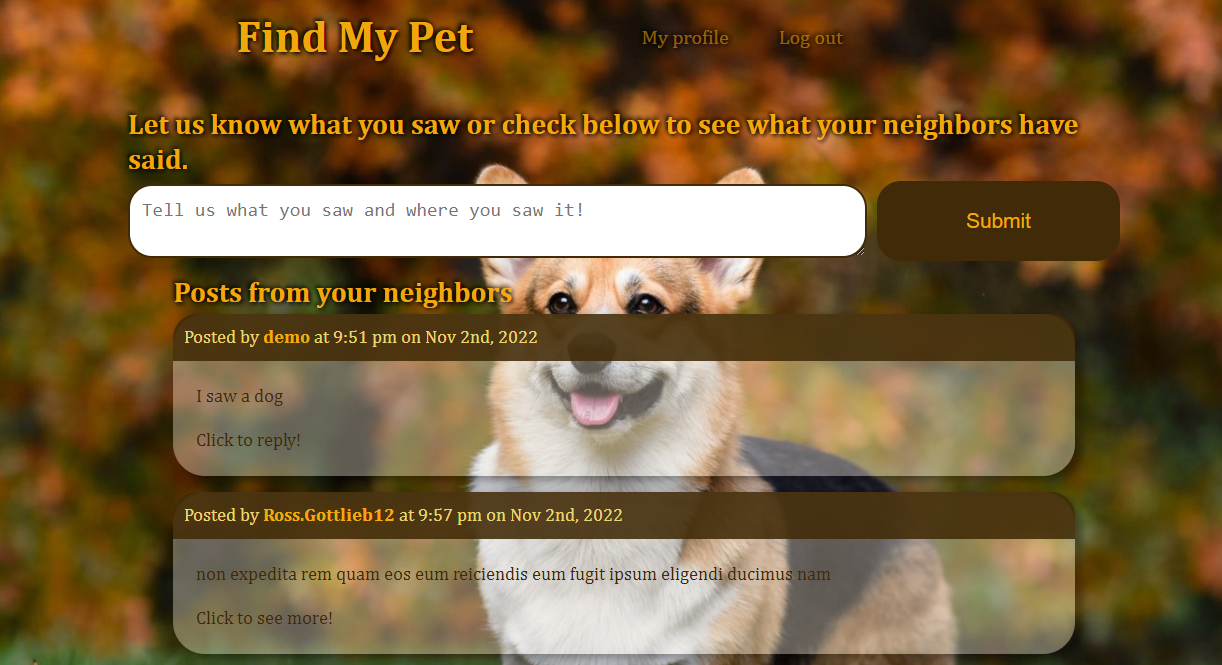 Find My Pet
My profile
Log out
Let us know what you saw or check below to see what your neighbors have
said.
Tell us what you saw and where you saw it!
Submit
Posts from your neighbors
Posted by demo at 9:51 pm on Nov 2nd, 2022
I saw a dog
Click to reply!
Posted by Ross.Gottlieb12 at 9:57 pm on Nov 2nd, 2022
non expedita rem quam eos eum reiciendis eum fugit ipsum eligendi ducimus nam
Click to see more!